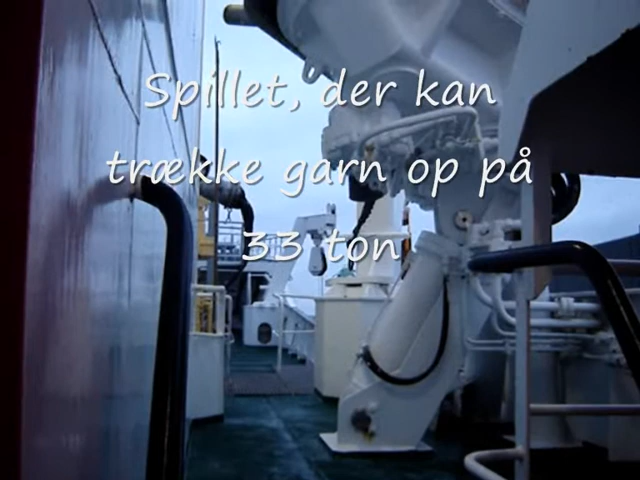 Spillet, der kan
trække garn op på
33 ton